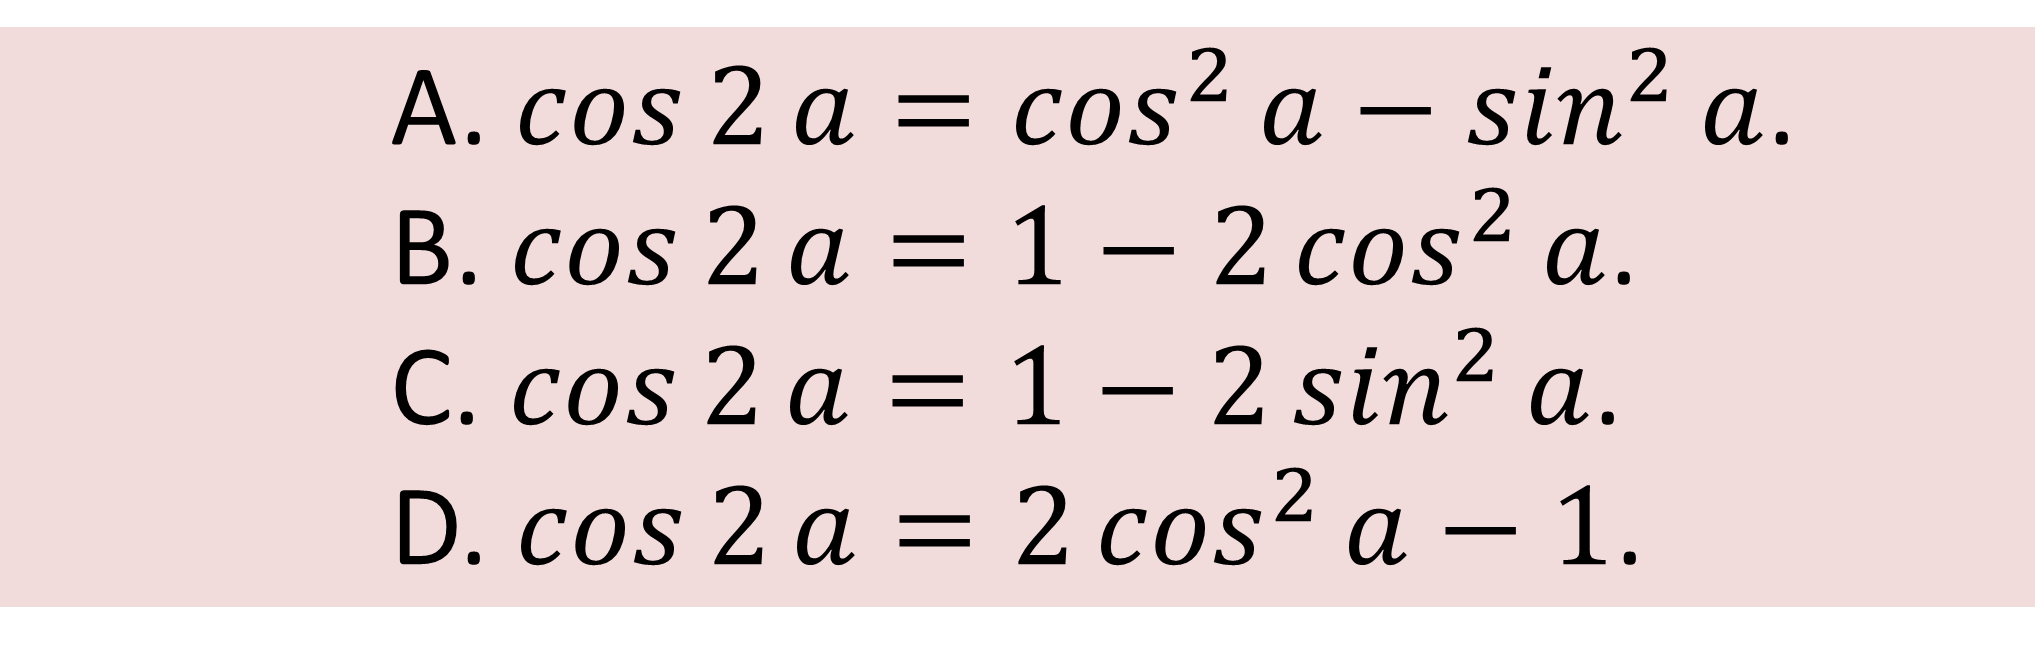 A. cos 2 a = cos² a − sin² a.
B. cos 2 a = 1 − 2 cos² a.
C. cos 2 a = 1 − 2 sin² a.
D. cos 2 a = 2 cos² a − 1.